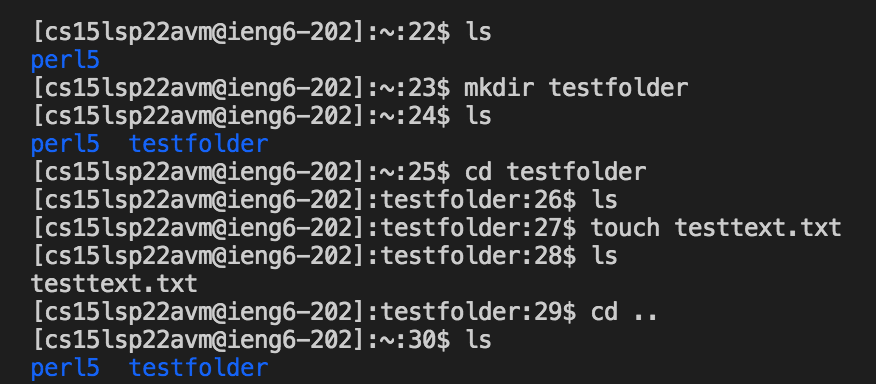 [cs15lsp22avm@ieng6-202]:~:22$ ls
perl5
[cs15lsp22avm@ieng6-202]:~:23$ mkdir testfolder
[cs15lsp22avm@ieng6-202]:~:24$ ls
perl5  testfolder
[cs15lsp22avm@ieng6-202]:~:25$ cd testfolder
[cs15lsp22avm@ieng6-202]:testfolder:26$ ls
[cs15lsp22avm@ieng6-202]:testfolder:27$ touch testtext.txt
[cs15lsp22avm@ieng6-202]:testfolder:28$ ls
testtext.txt
[cs15lsp22avm@ieng6-202]:testfolder:29$ cd ..
[cs15lsp22avm@ieng6-202]:~:30$ ls
perl5  testfolder